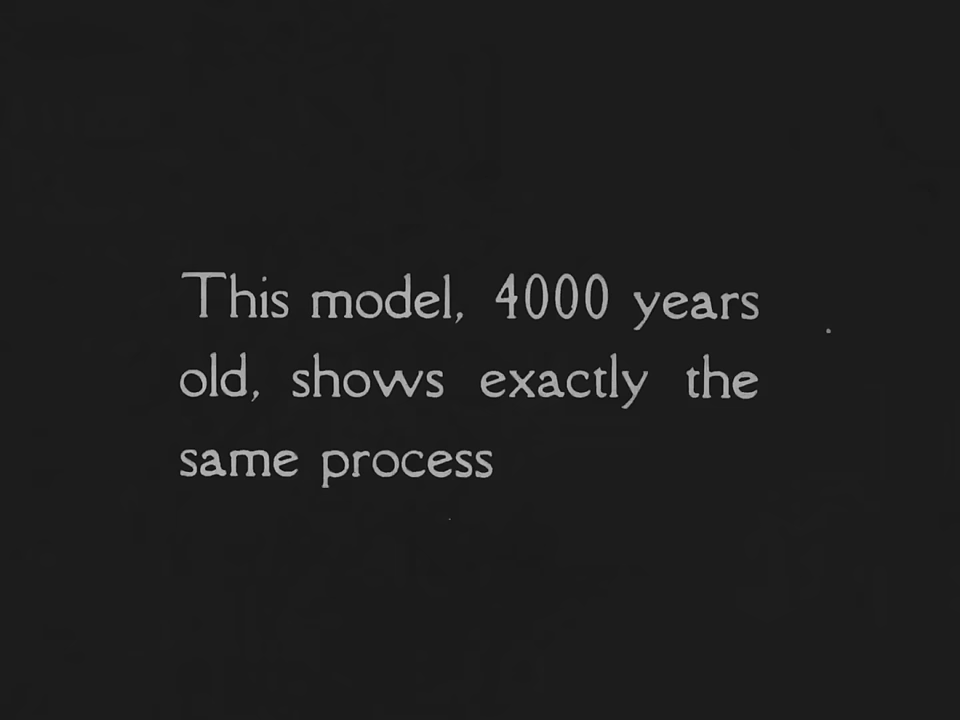 This model, 4000 years
old, shows exactly the
same process